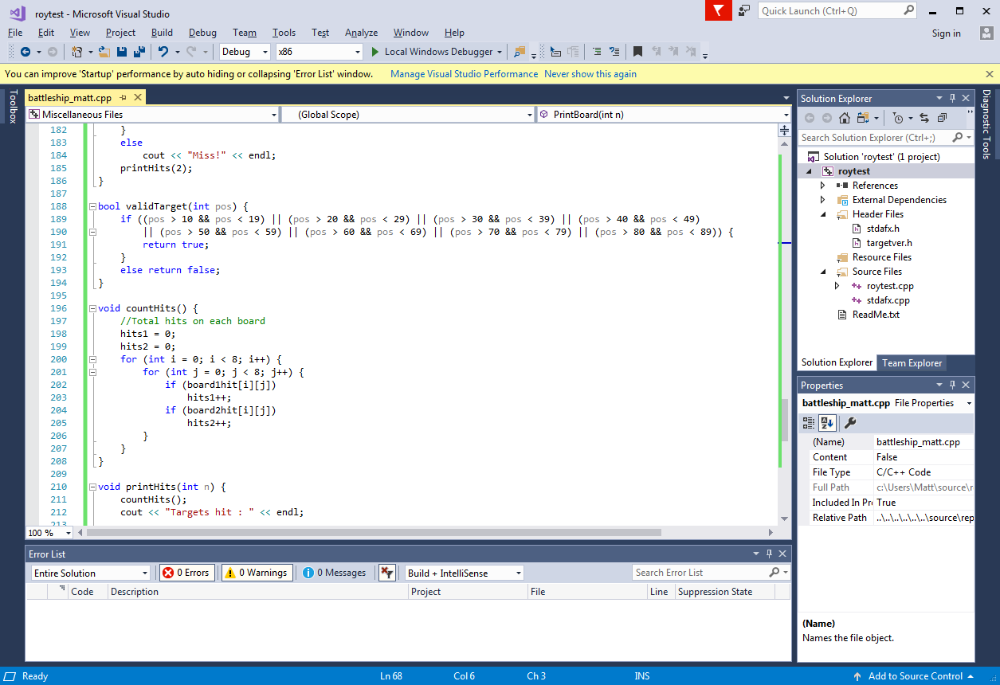 roytest - Microsoft Visual Studio
Quick Launch (Ctrl+Q)
File Edit View Project Build Debug Team Tools Test Analyze Window Help
Sign in
Debug x86 Local Windows Debugger
You can improve 'Startup' performance by auto hiding or collapsing 'Error List' window. Manage Visual Studio Performance Never show this again
Toolbox
battleship_matt.cpp
Miscellaneous Files (Global Scope) PrintBoard(int n)
182 }
183 else
184 cout << "Miss!" << endl;
185 printHits(2);
186 }
187
188 bool validTarget(int pos) {
189 if ((pos > 10 && pos < 19) || (pos > 20 && pos < 29) || (pos > 30 && pos < 39) || (pos > 40 && pos < 49)
190 || (pos > 50 && pos < 59) || (pos > 60 && pos < 69) || (pos > 70 && pos < 79) || (pos > 80 && pos < 89)) {
191 return true;
192 }
193 else return false;
194 }
195
196 void countHits() {
197 //Total hits on each board
198 hits1 = 0;
199 hits2 = 0;
200 for (int i = 0; i < 8; i++) {
201 for (int j = 0; j < 8; j++) {
202 if (board1hit[i][j])
203 hits1++;
204 if (board2hit[i][j])
205 hits2++;
206 }
207 }
208 }
209
210 void printHits(int n) {
211 countHits();
212 cout << "Targets hit : " << endl;
213
100 %
Error List
Entire Solution 0 Errors 0 Warnings 0 Messages Build + IntelliSense Search Error List
Code Description Project File Line Suppression State
Solution Explorer
Search Solution Explorer (Ctrl+;)
Solution 'roytest' (1 project)
roytest
References
External Dependencies
Header Files
stdafx.h
targetver.h
Resource Files
Source Files
roytest.cpp
stdafx.cpp
ReadMe.txt
Solution Explorer Team Explorer
Properties
battleship_matt.cpp File Properties
(Name) battleship_matt.cpp
Content False
File Type C/C++ Code
Full Path c:\Users\Matt\source\r
Included In Pr True
Relative Path ..\..\..\..\..\..\source\rep
(Name)
Names the file object.
Diagnostic Tools
Ready Ln 68 Col 6 Ch 3 INS Add to Source Control